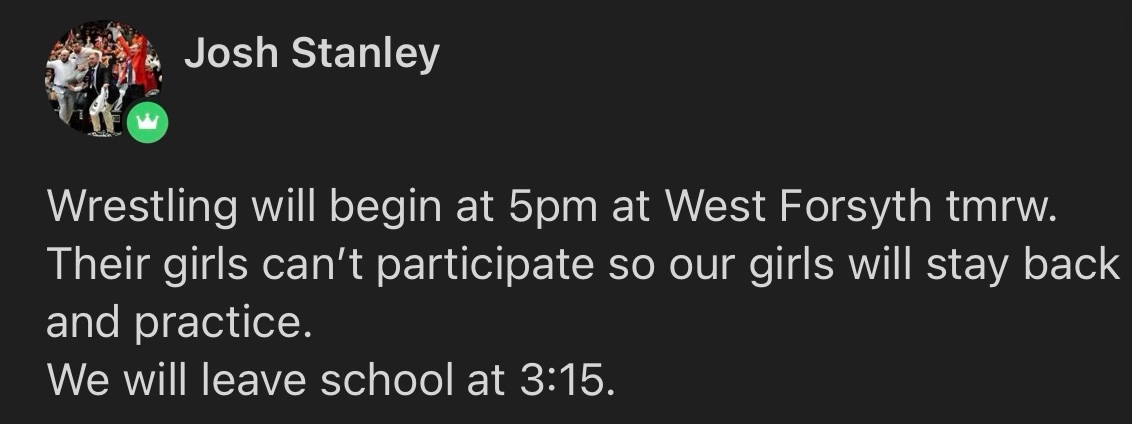 Josh Stanley
Wrestling will begin at 5pm at West Forsyth tmrw.
Their girls can’t participate so our girls will stay back
and practice.
We will leave school at 3:15.